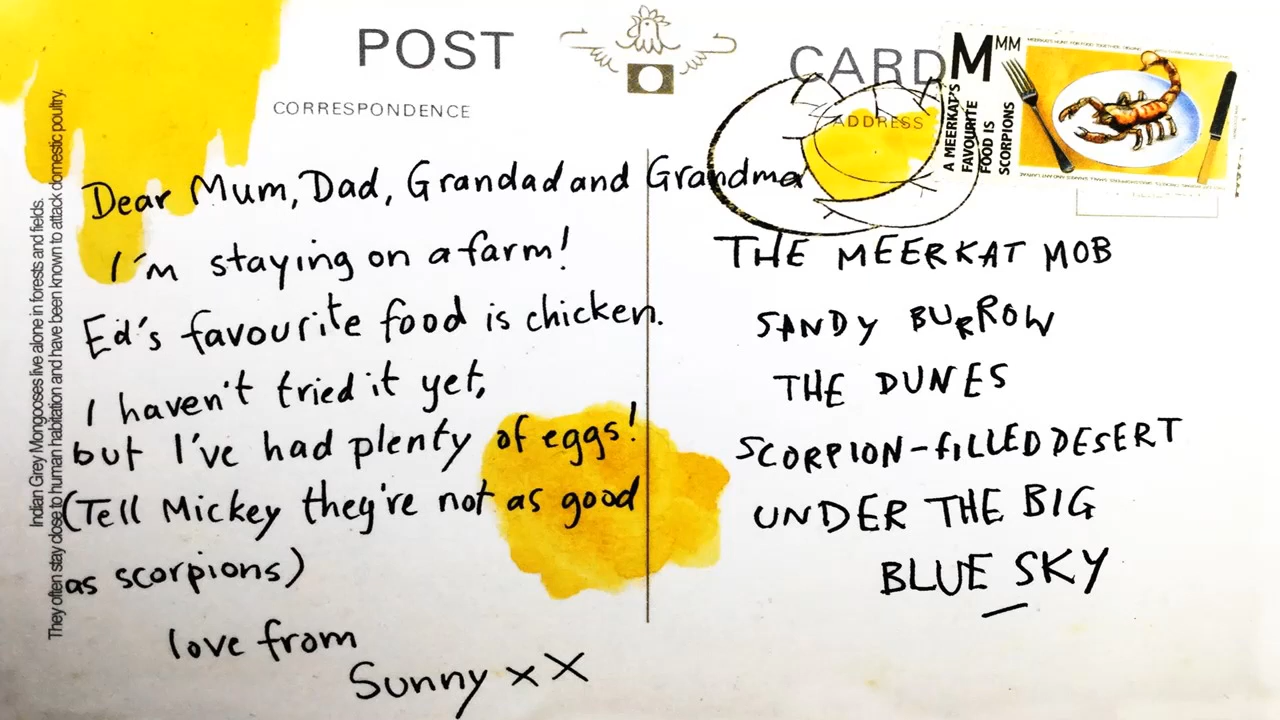 POST CARD
CORRESPONDENCE
ADDRESS
MMM
A MEERKAT'S
FAVOURITE
FOOD IS
SCORPIONS
Dear Mum, Dad, Grandad and Grandma
I'm staying on a farm!
Ed's favourite food is chicken.
I haven't tried it yet,
but I've had plenty of eggs!
(Tell Mickey they're not as good
as scorpions)
love from
Sunny xX
THE MEERKAT MOB
SANDY BURROW
THE DUNES
SCORPION-FILLED DESERT
UNDER THE BIG
BLUE SKY
Indian Grey Mongooses live alone in forests and fields.
They often stay close to human habitation and have been known to attack domestic poultry.